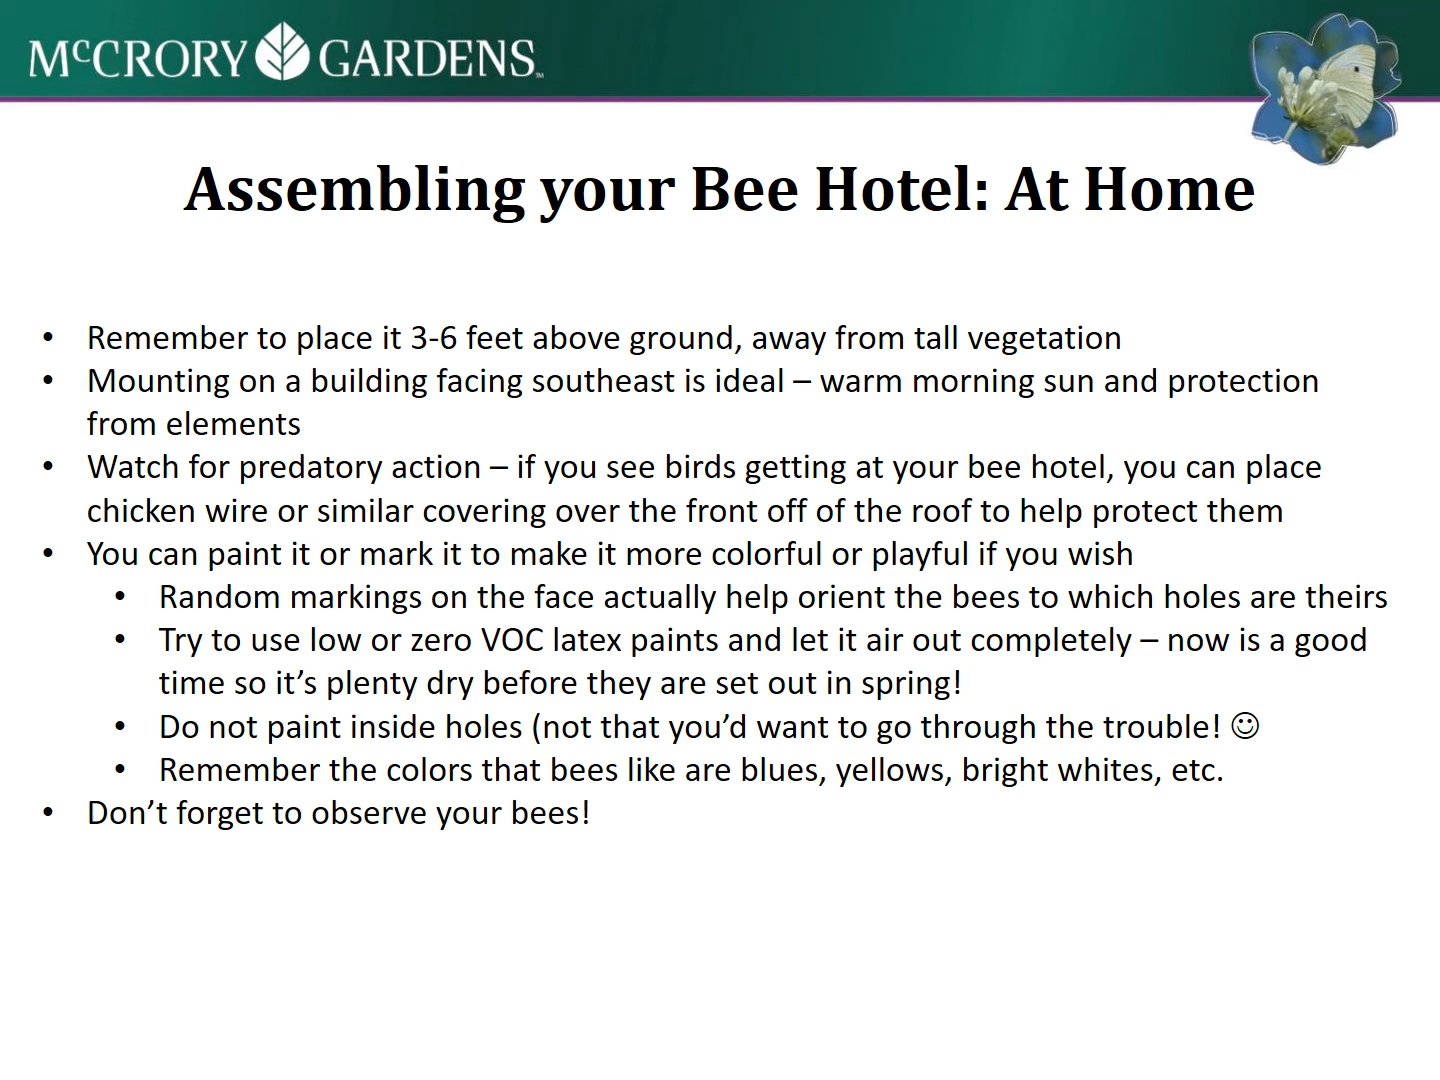 McCRORY GARDENS™
Assembling your Bee Hotel: At Home
• Remember to place it 3-6 feet above ground, away from tall vegetation
• Mounting on a building facing southeast is ideal – warm morning sun and protection
from elements
• Watch for predatory action – if you see birds getting at your bee hotel, you can place
chicken wire or similar covering over the front off of the roof to help protect them
• You can paint it or mark it to make it more colorful or playful if you wish
• Random markings on the face actually help orient the bees to which holes are theirs
• Try to use low or zero VOC latex paints and let it air out completely – now is a good
time so it’s plenty dry before they are set out in spring!
• Do not paint inside holes (not that you’d want to go through the trouble! ☺
• Remember the colors that bees like are blues, yellows, bright whites, etc.
• Don’t forget to observe your bees!